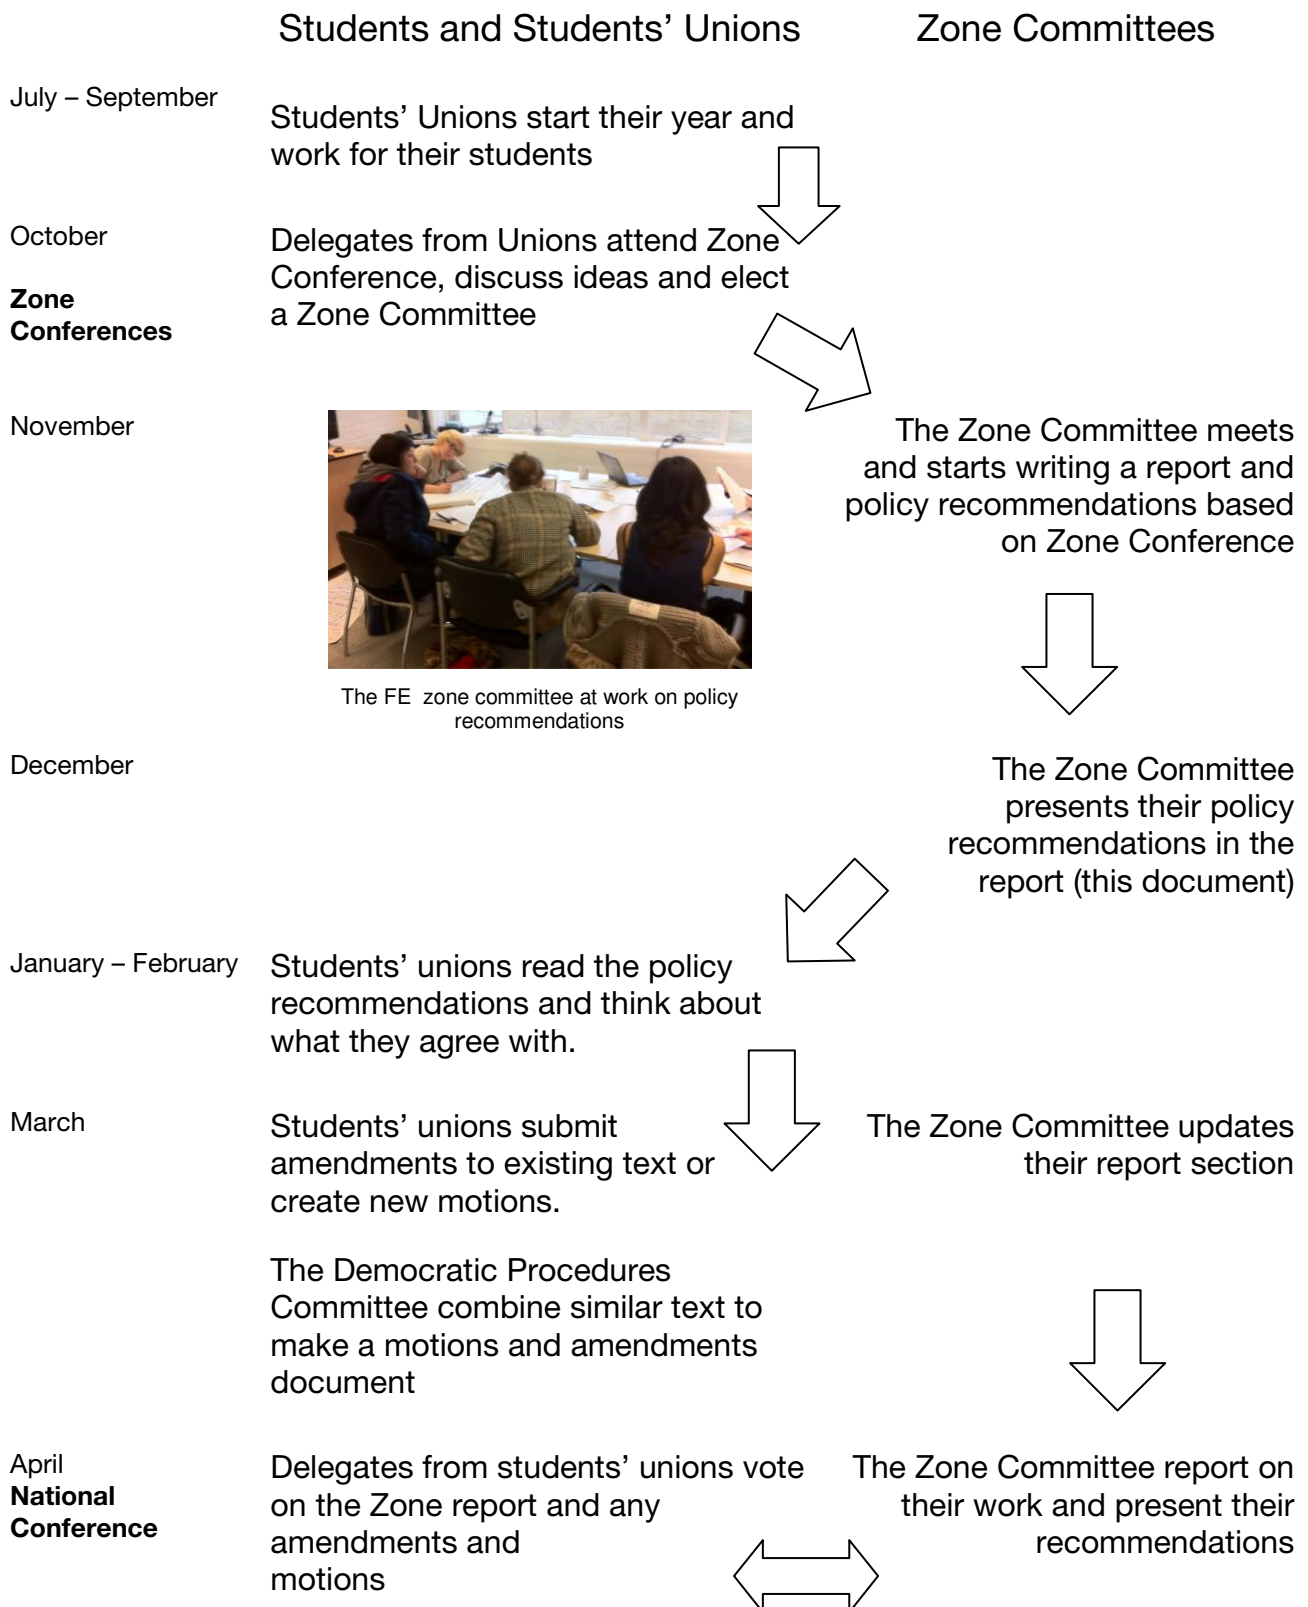 Students and Students’ Unions
Zone Committees
July – September
Students’ Unions start their year and
work for their students
October
Zone
Conferences
Delegates from Unions attend Zone
Conference, discuss ideas and elect
a Zone Committee
November
The Zone Committee meets
and starts writing a report and
policy recommendations based
on Zone Conference
The FE  zone committee at work on policy
recommendations
December
The Zone Committee
presents their policy
recommendations in the
report (this document)
January – February
Students’ unions read the policy
recommendations and think about
what they agree with.
March
Students’ unions submit
amendments to existing text or
create new motions.
The Zone Committee updates
their report section
The Democratic Procedures
Committee combine similar text to
make a motions and amendments
document
April
National
Conference
Delegates from students’ unions vote
on the Zone report and any
amendments and
motions
The Zone Committee report on
their work and present their
recommendations